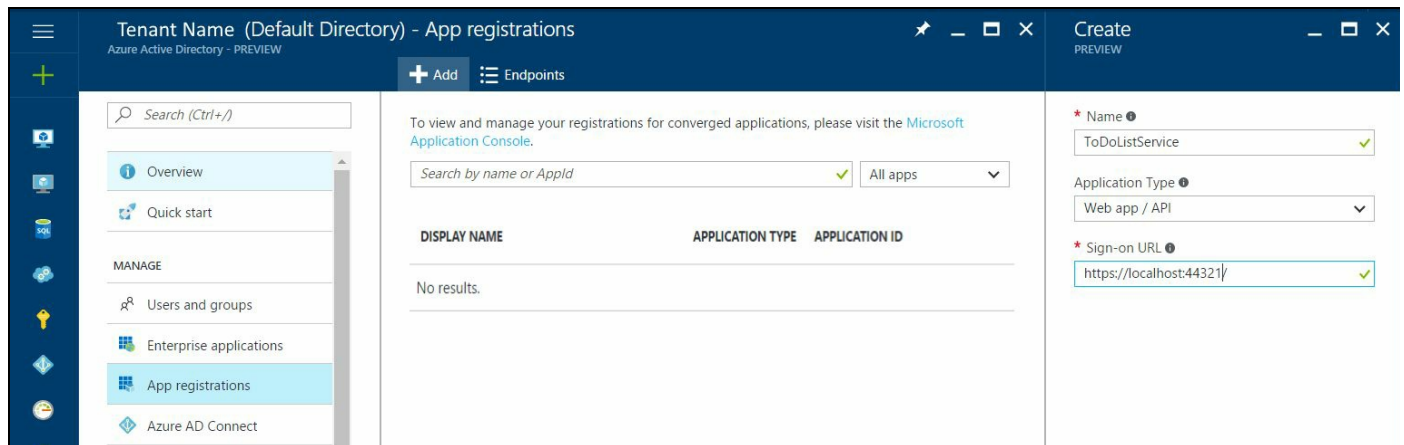 Tenant Name (Default Directory) - App registrations
Azure Active Directory - PREVIEW
Add
Endpoints
Search (Ctrl+/)
Overview
Quick start
MANAGE
Users and groups
Enterprise applications
App registrations
Azure AD Connect
To view and manage your registrations for converged applications, please visit the Microsoft
Application Console.
Search by name or AppId
All apps
DISPLAY NAME APPLICATION TYPE APPLICATION ID
No results.
Create
PREVIEW
* Name
ToDoListService
Application Type
Web app / API
* Sign-on URL
https://localhost:44321/
SQL